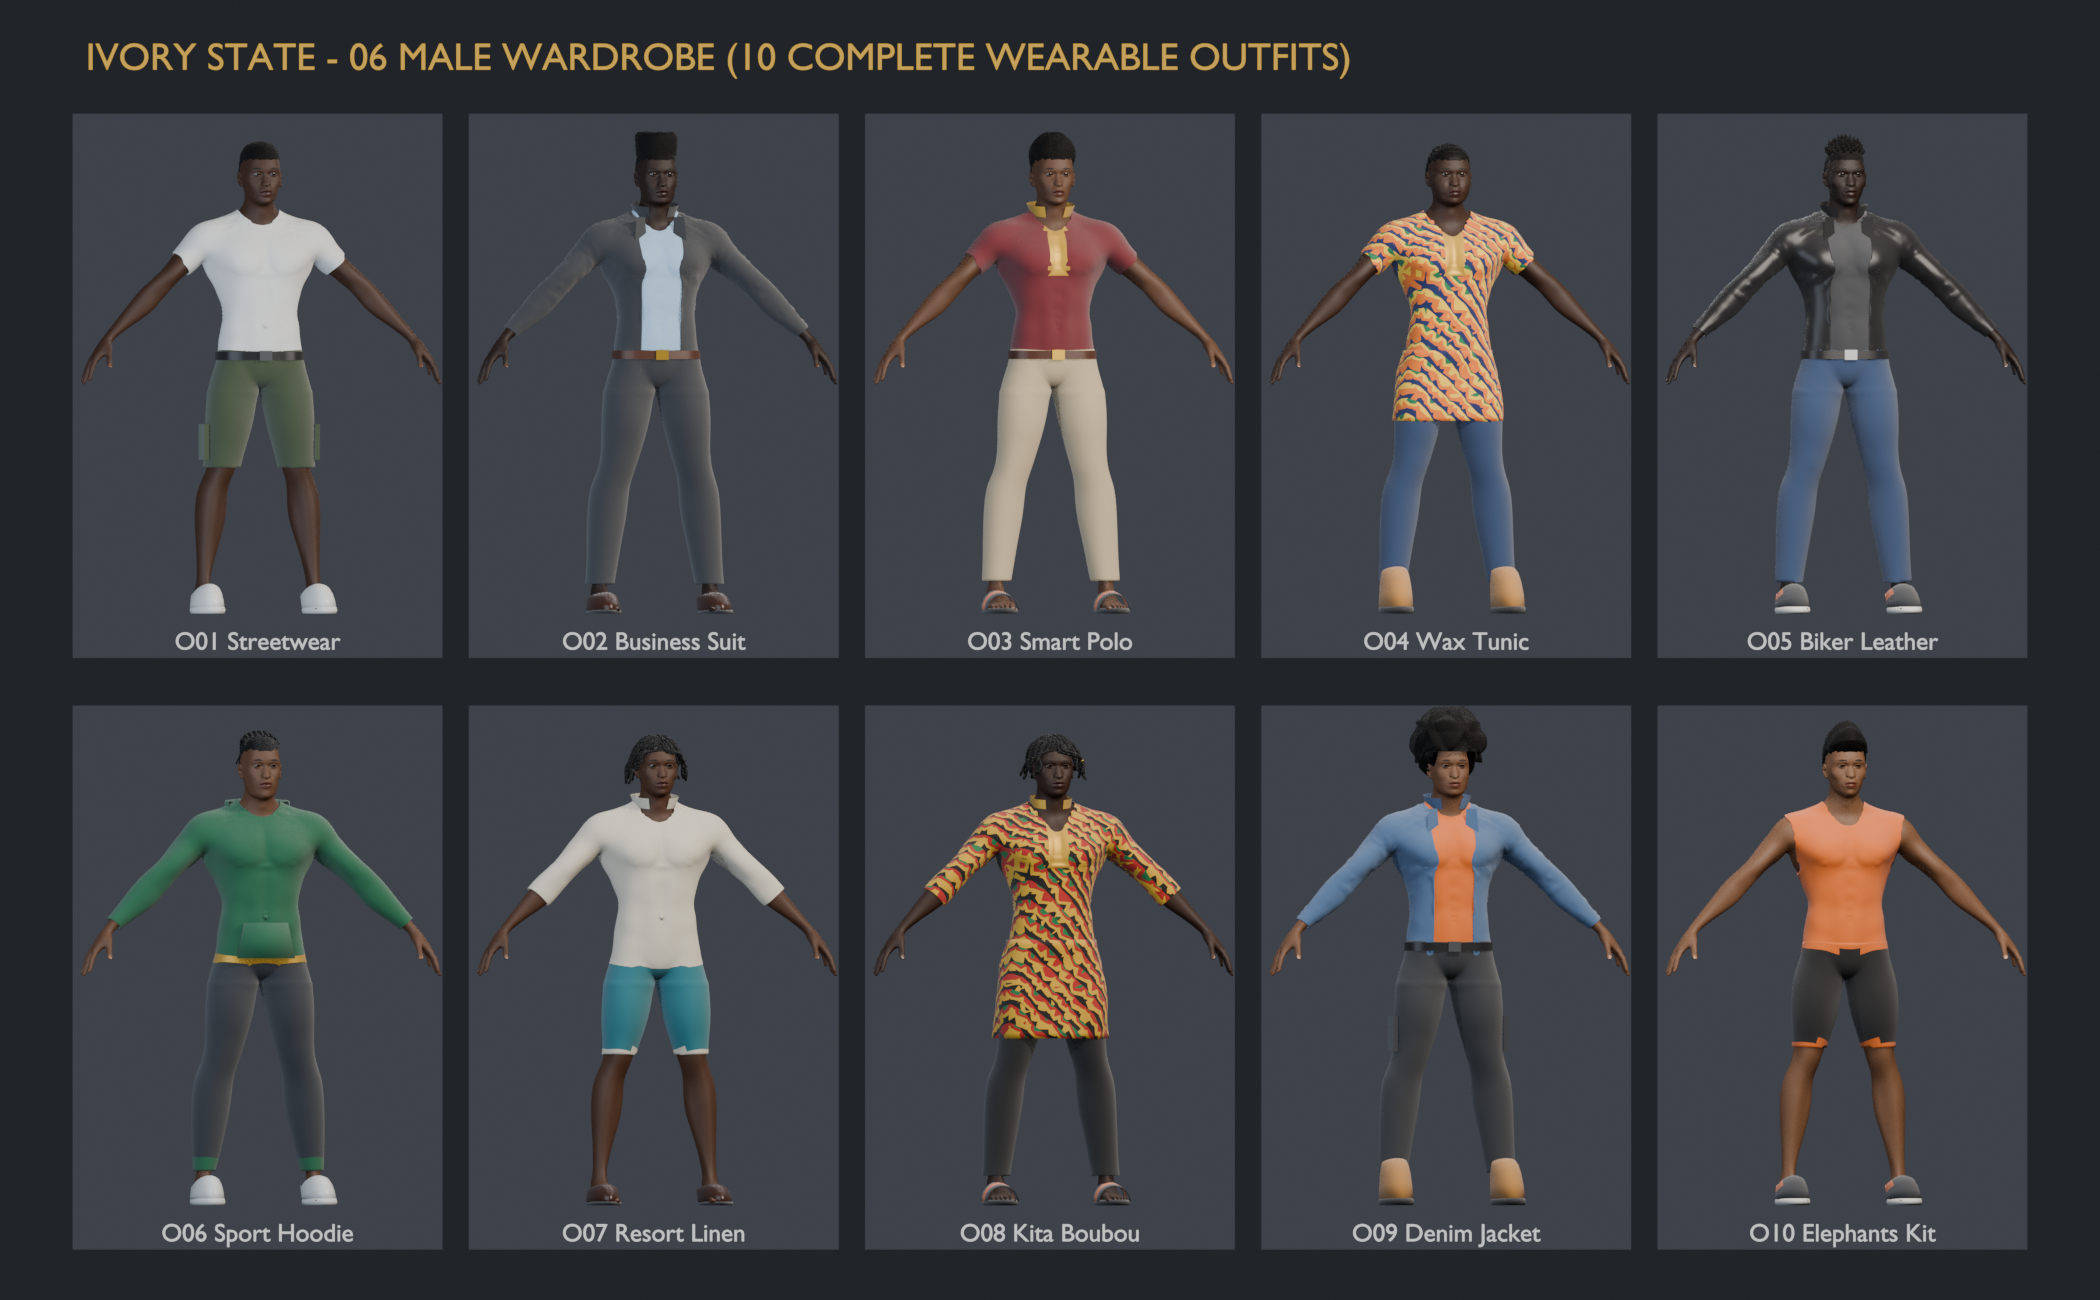 IVORY STATE - 06 MALE WARDROBE (10 COMPLETE WEARABLE OUTFITS)
O01 Streetwear
O02 Business Suit
O03 Smart Polo
O04 Wax Tunic
O05 Biker Leather
O06 Sport Hoodie
O07 Resort Linen
O08 Kita Boubou
O09 Denim Jacket
O10 Elephants Kit